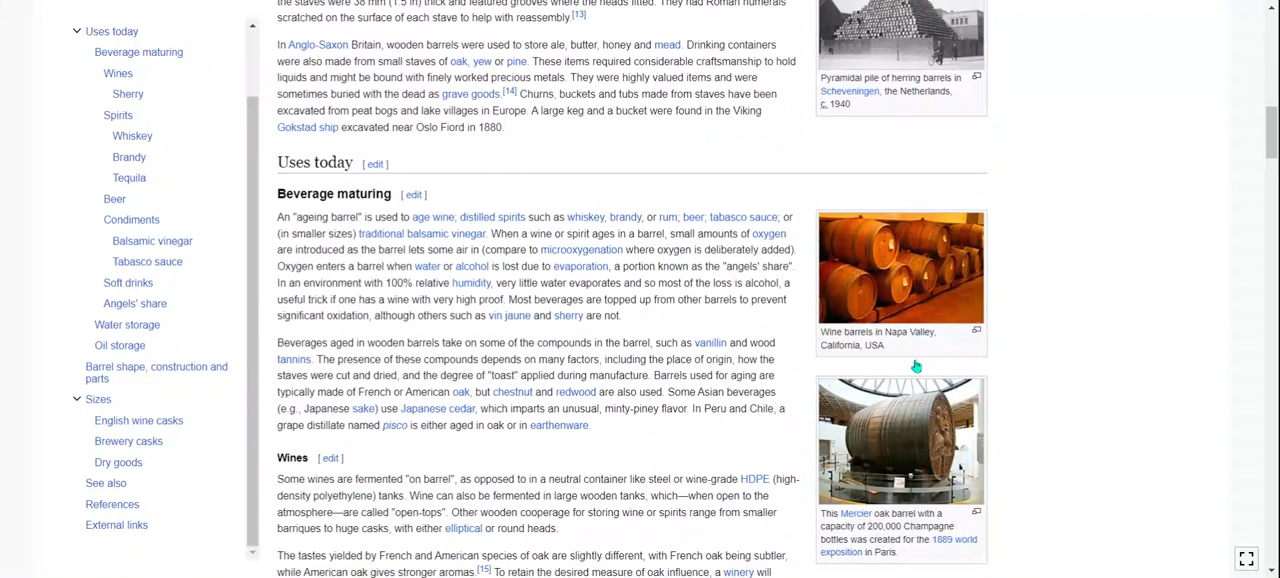 Uses today
Beverage maturing
Wines
Sherry
Spirits
Whiskey
Brandy
Tequila
Beer
Condiments
Balsamic vinegar
Tabasco sauce
Soft drinks
Angels' share
Water storage
Oil storage
Barrel shape, construction and
parts
Sizes
English wine casks
Brewery casks
Dry goods
See also
References
External links
the staves were 38 mm (1.5 in) thick and featured grooves where the heads fitted. They had Roman numerals
scratched on the surface of each stave to help with reassembly.[13]
In Anglo-Saxon Britain, wooden barrels were used to store ale, butter, honey and mead. Drinking containers
were also made from small staves of oak, yew or pine. These items required considerable craftsmanship to hold
liquids and might be bound with finely worked precious metals. They were highly valued items and were
sometimes buried with the dead as grave goods.[14] Churns, buckets and tubs made from staves have been
excavated from peat bogs and lake villages in Europe. A large keg and a bucket were found in the Viking
Gokstad ship excavated near Oslo Fiord in 1880.
Uses today [ edit ]
Beverage maturing [ edit ]
An "ageing barrel" is used to age wine; distilled spirits such as whiskey, brandy, or rum; beer; tabasco sauce; or
(in smaller sizes) traditional balsamic vinegar. When a wine or spirit ages in a barrel, small amounts of oxygen
are introduced as the barrel lets some air in (compare to microoxygenation where oxygen is deliberately added).
Oxygen enters a barrel when water or alcohol is lost due to evaporation, a portion known as the "angels' share".
In an environment with 100% relative humidity, very little water evaporates and so most of the loss is alcohol, a
useful trick if one has a wine with very high proof. Most beverages are topped up from other barrels to prevent
significant oxidation, although others such as vin jaune and sherry are not.
Beverages aged in wooden barrels take on some of the compounds in the barrel, such as vanillin and wood
tannins. The presence of these compounds depends on many factors, including the place of origin, how the
staves were cut and dried, and the degree of "toast" applied during manufacture. Barrels used for aging are
typically made of French or American oak, but chestnut and redwood are also used. Some Asian beverages
(e.g., Japanese sake) use Japanese cedar, which imparts an unusual, minty-piney flavor. In Peru and Chile, a
grape distillate named pisco is either aged in oak or in earthenware.
Wines [ edit ]
Some wines are fermented "on barrel", as opposed to in a neutral container like steel or wine-grade HDPE (high-
density polyethylene) tanks. Wine can also be fermented in large wooden tanks, which—when open to the
atmosphere—are called "open-tops". Other wooden cooperage for storing wine or spirits range from smaller
barriques to huge casks, with either elliptical or round heads.
The tastes yielded by French and American species of oak are slightly different, with French oak being subtler,
while American oak gives stronger aromas.[15] To retain the desired measure of oak influence, a winery will
Pyramidal pile of herring barrels in
Scheveningen, the Netherlands,
c. 1940
Wine barrels in Napa Valley,
California, USA
This Mercier oak barrel with a
capacity of 200,000 Champagne
bottles was created for the 1889 world
exposition in Paris.